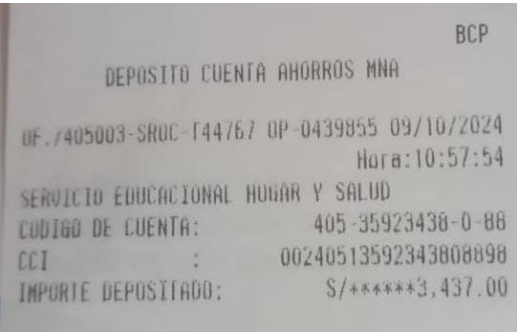 BCP
DEPOSITO CUENTA AHORROS MNA
OF./405003-SROC-T44767 OP-0439855 09/10/2024
Hora:10:57:54
SERVICIO EDUCACIONAL HOGAR Y SALUD
CODIGO DE CUENTA: 405-35923438-0-88
CCI : 00240513592343808898
IMPORTE DEPOSITADO: S/******3,437.00